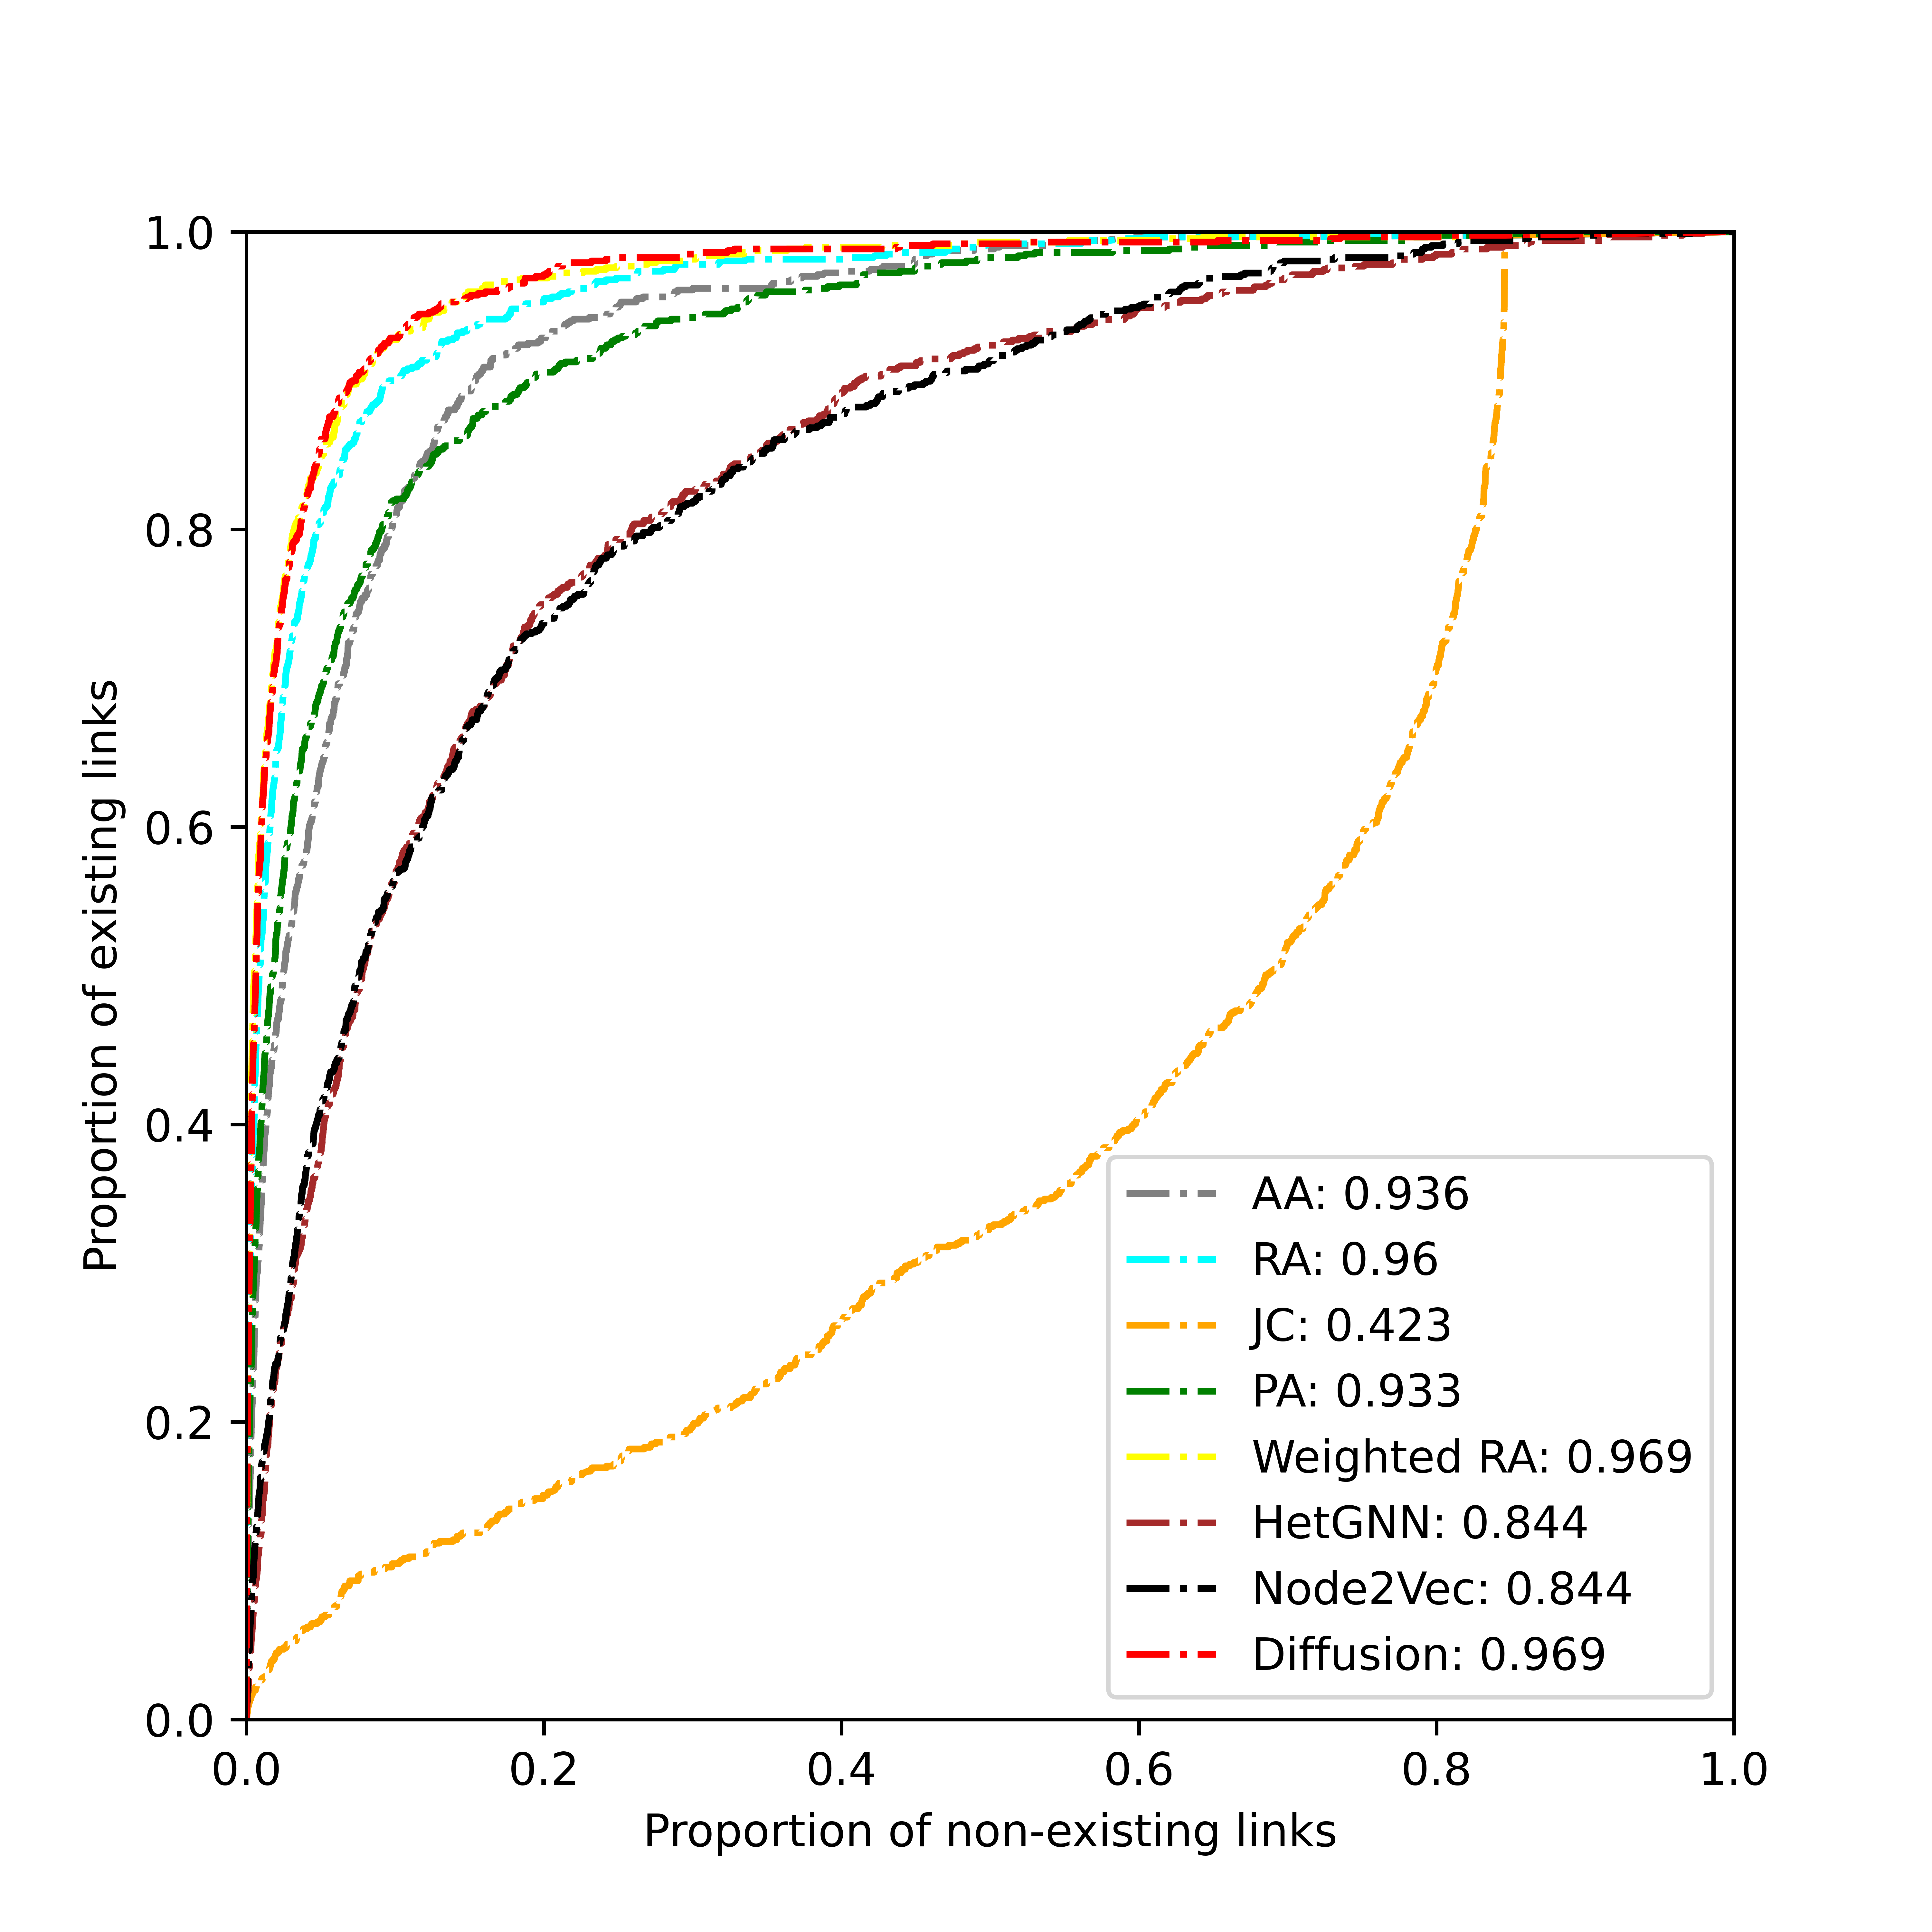 1.0
0.8
0.6
0.4
0.2
0.0
Proportion of existing links
AA: 0.936
RA: 0.96
JC: 0.423
PA: 0.933
Weighted RA: 0.969
HetGNN: 0.844
Node2Vec: 0.844
Diffusion: 0.969
0.0 0.2 0.4 0.6 0.8 1.0
Proportion of non-existing links